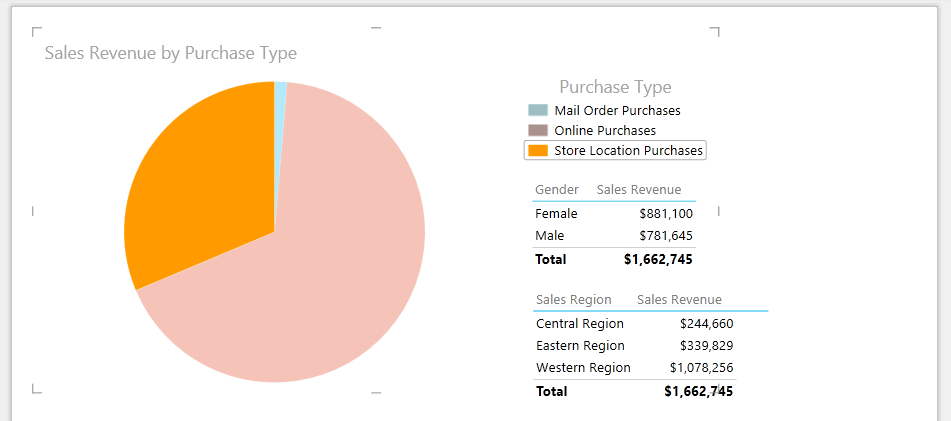 Sales Revenue by Purchase Type
Purchase Type
Mail Order Purchases
Online Purchases
Store Location Purchases
Gender Sales Revenue
Female $881,100
Male $781,645
Total $1,662,745
Sales Region Sales Revenue
Central Region $244,660
Eastern Region $339,829
Western Region $1,078,256
Total $1,662,745